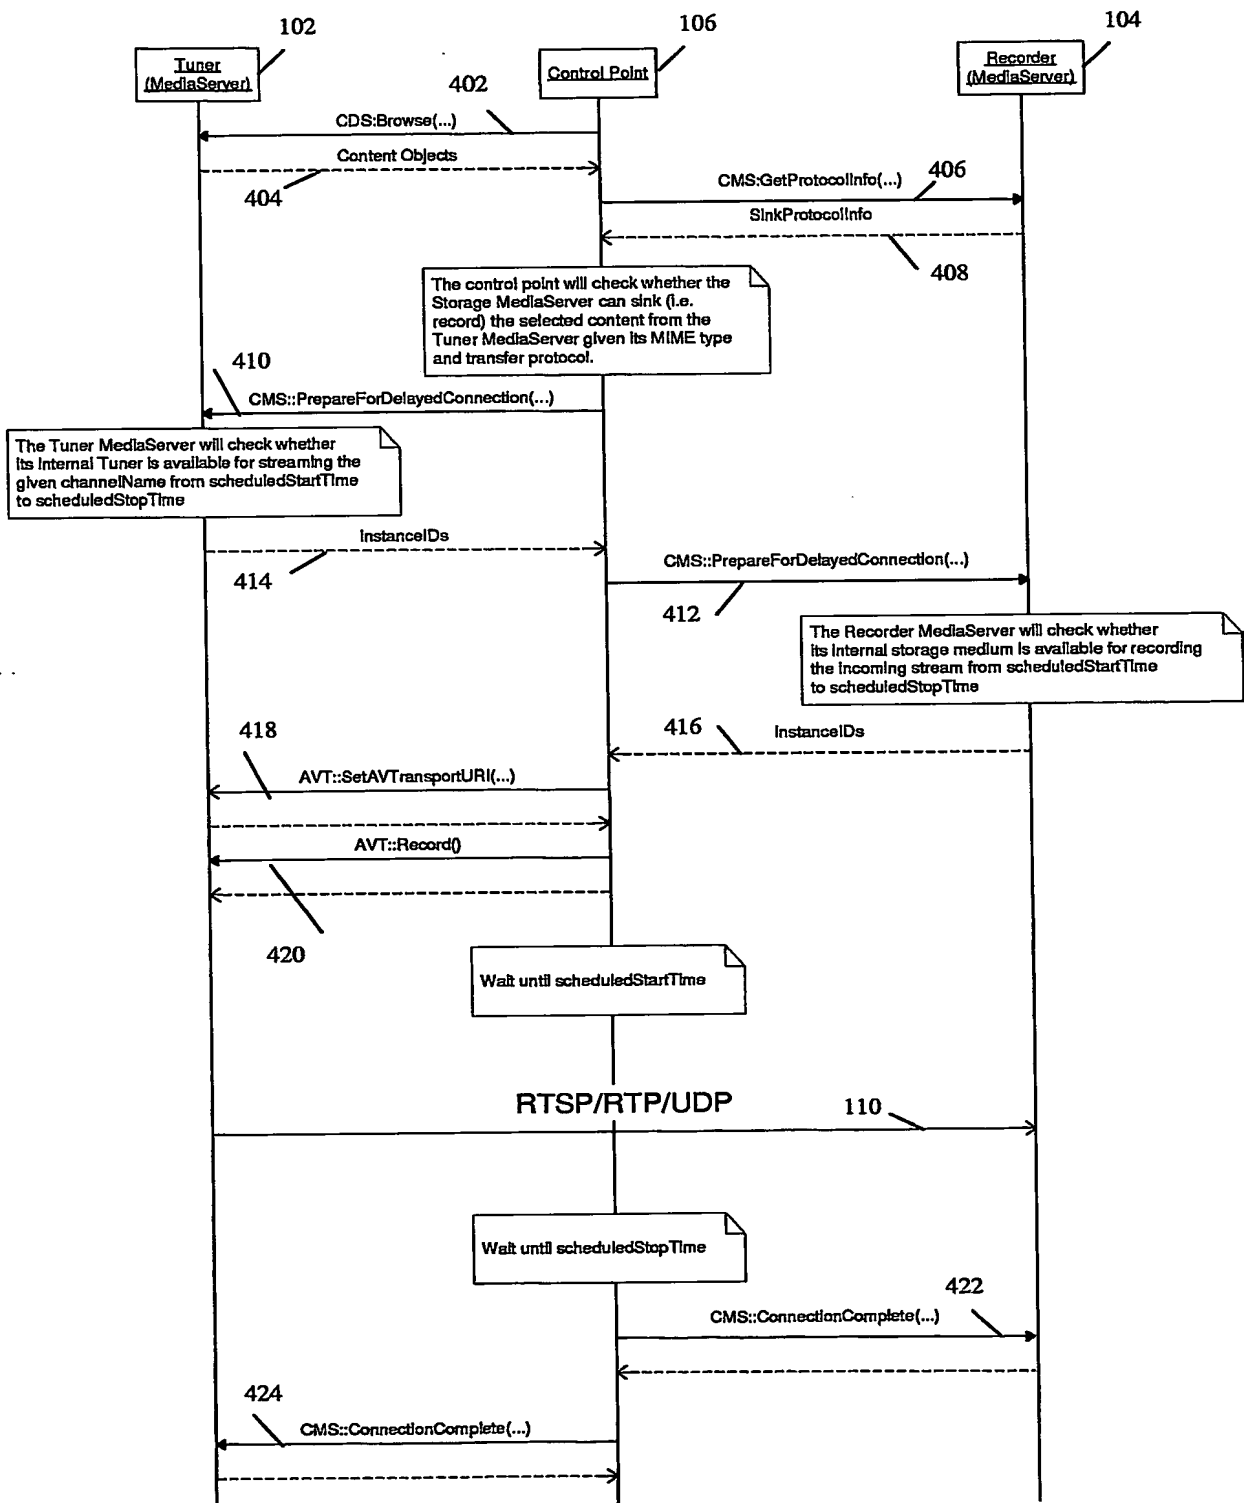 102
106
104
Tuner
(MediaServer)
Control Point
Recorder
(MediaServer)
402
CDS:Browse(...)
Content Objects
404
CMS:GetProtocolInfo(...)
406
SinkProtocolInfo
408
The control point will check whether the
Storage MediaServer can sink (i.e.
record) the selected content from the
Tuner MediaServer given its MIME type
and transfer protocol.
410
CMS::PrepareForDelayedConnection(...)
The Tuner MediaServer will check whether
its internal Tuner is available for streaming the
given channelName from scheduledStartTime
to scheduledStopTime
InstanceIDs
414
CMS::PrepareForDelayedConnection(...)
412
The Recorder MediaServer will check whether
its internal storage medium is available for recording
the incoming stream from scheduledStartTime
to scheduledStopTime
416
InstanceIDs
418
AVT::SetAVTransportURI(...)
AVT::Record()
420
Wait until scheduledStartTime
RTSP/RTP/UDP
110
Wait until scheduledStopTime
422
CMS::ConnectionComplete(...)
424
CMS::ConnectionComplete(...)